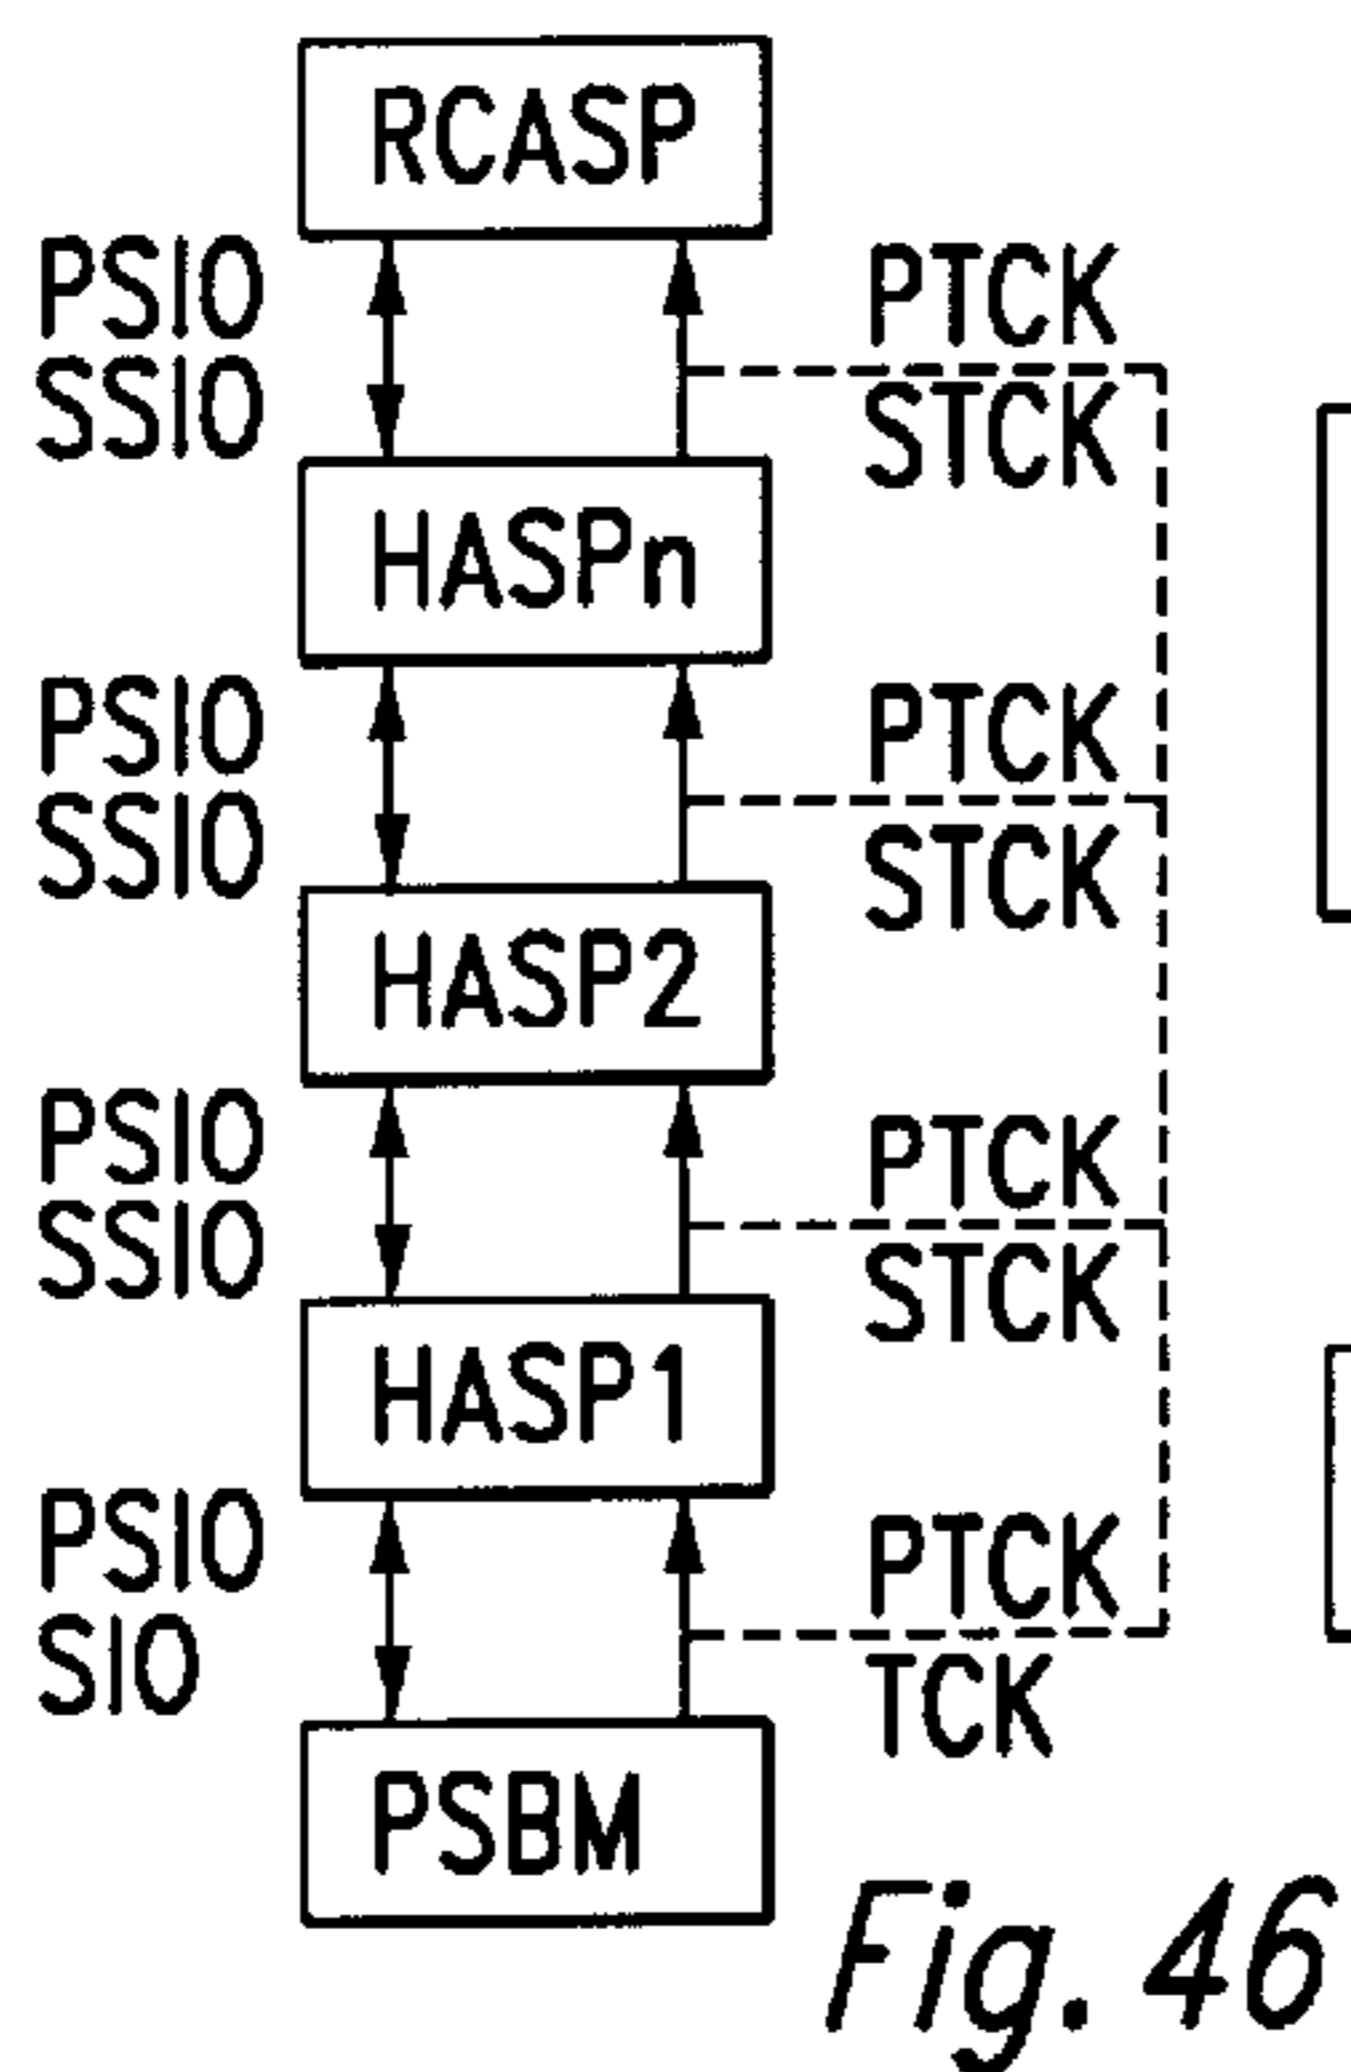 RCASP
PSIO
SSIO
PTCK
STCK
HASPn
PSIO
SSIO
PTCK
STCK
HASP2
PSIO
SSIO
PTCK
STCK
HASP1
PSIO
SIO
PTCK
TCK
PSBM
Fig. 46